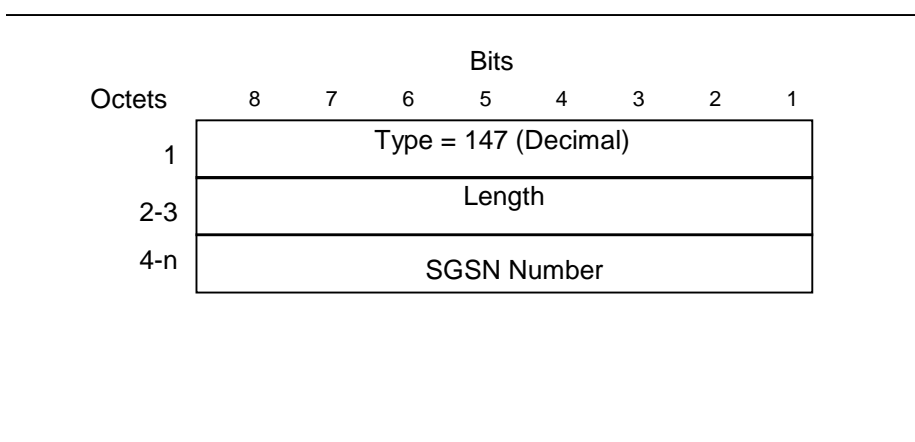 Bits
Octets 8 7 6 5 4 3 2 1
1 Type = 147 (Decimal)
2-3 Length
4-n SGSN Number